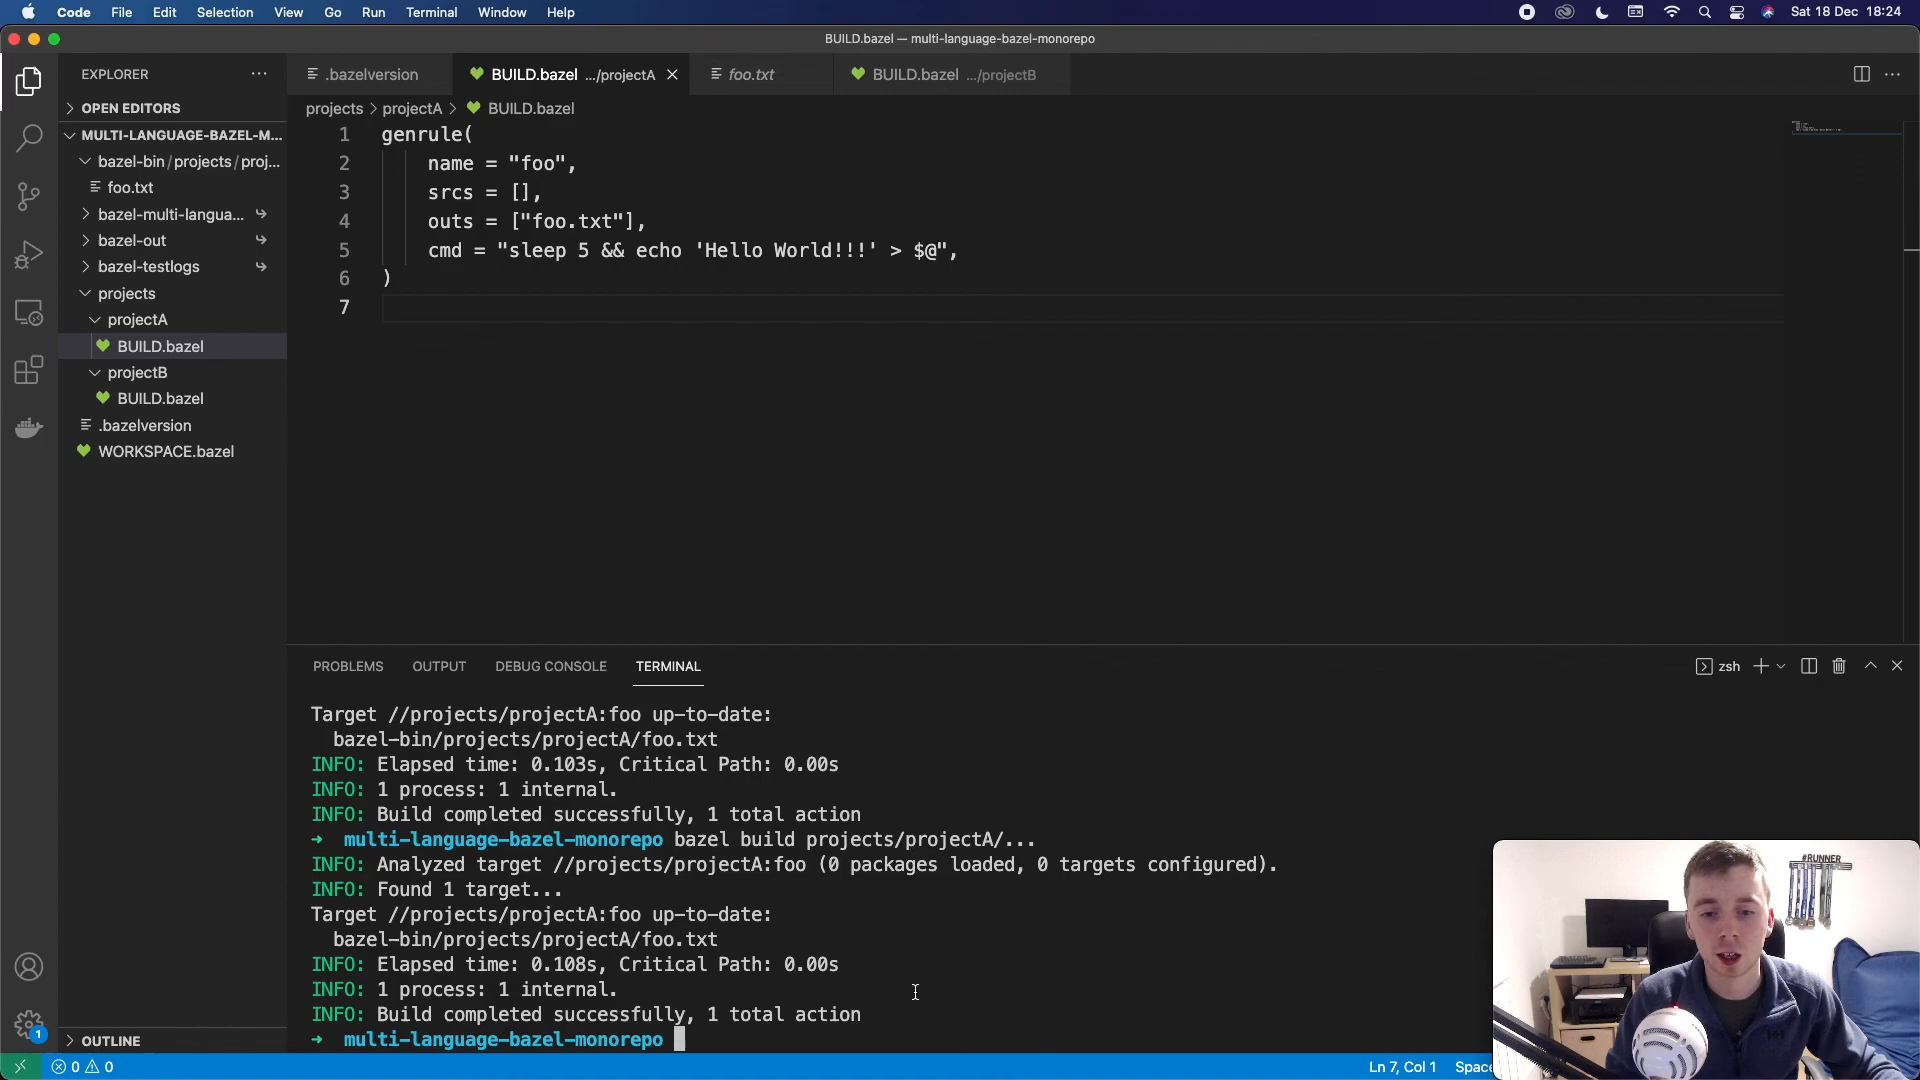 Code File Edit Selection View Go Run Terminal Window Help
Sat 18 Dec 18:24
BUILD.bazel — multi-language-bazel-monorepo
EXPLORER
OPEN EDITORS
MULTI-LANGUAGE-BAZEL-M...
bazel-bin/projects/proj...
foo.txt
bazel-multi-langua...
bazel-out
bazel-testlogs
projects
projectA
BUILD.bazel
projectB
BUILD.bazel
.bazelversion
WORKSPACE.bazel
OUTLINE
.bazelversion
BUILD.bazel .../projectA
foo.txt
BUILD.bazel .../projectB
projects > projectA > BUILD.bazel
1 genrule(
2 name = "foo",
3 srcs = [],
4 outs = ["foo.txt"],
5 cmd = "sleep 5 && echo 'Hello World!!!' > $@",
6 )
7
PROBLEMS OUTPUT DEBUG CONSOLE TERMINAL
zsh
Target //projects/projectA:foo up-to-date:
bazel-bin/projects/projectA/foo.txt
INFO: Elapsed time: 0.103s, Critical Path: 0.00s
INFO: 1 process: 1 internal.
INFO: Build completed successfully, 1 total action
➜ multi-language-bazel-monorepo bazel build projects/projectA/...
INFO: Analyzed target //projects/projectA:foo (0 packages loaded, 0 targets configured).
INFO: Found 1 target...
Target //projects/projectA:foo up-to-date:
bazel-bin/projects/projectA/foo.txt
INFO: Elapsed time: 0.108s, Critical Path: 0.00s
INFO: 1 process: 1 internal.
INFO: Build completed successfully, 1 total action
➜ multi-language-bazel-monorepo
#RUNNER
1
0 0
Ln 7, Col 1